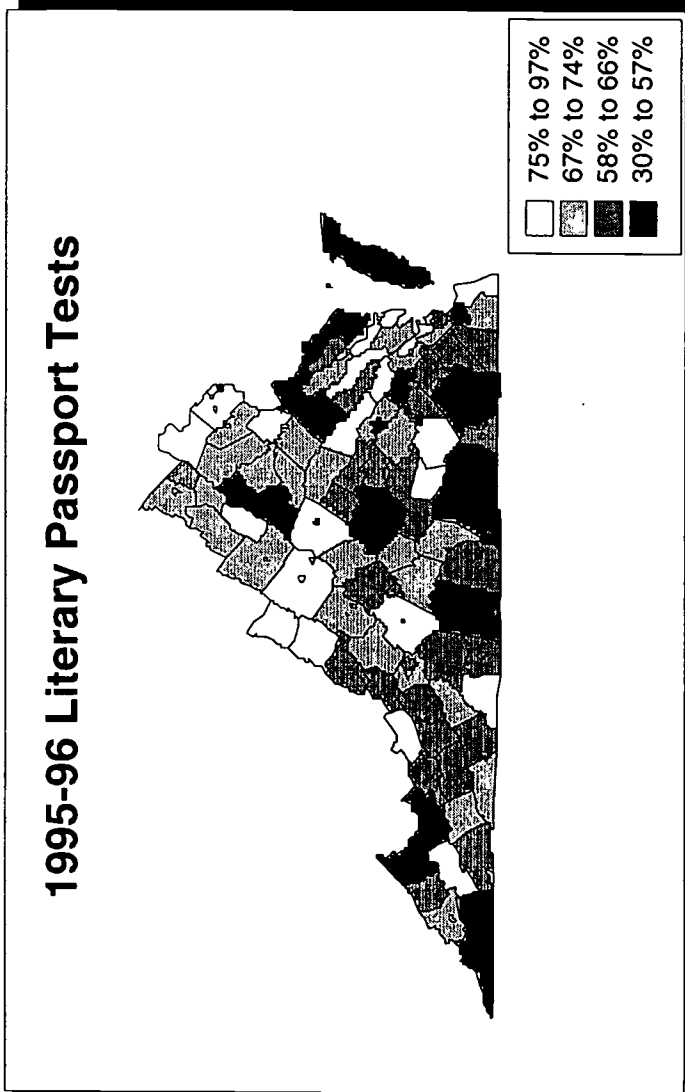 1995-96 Literary Passport Tests
75% to 97%
67% to 74%
58% to 66%
30% to 57%